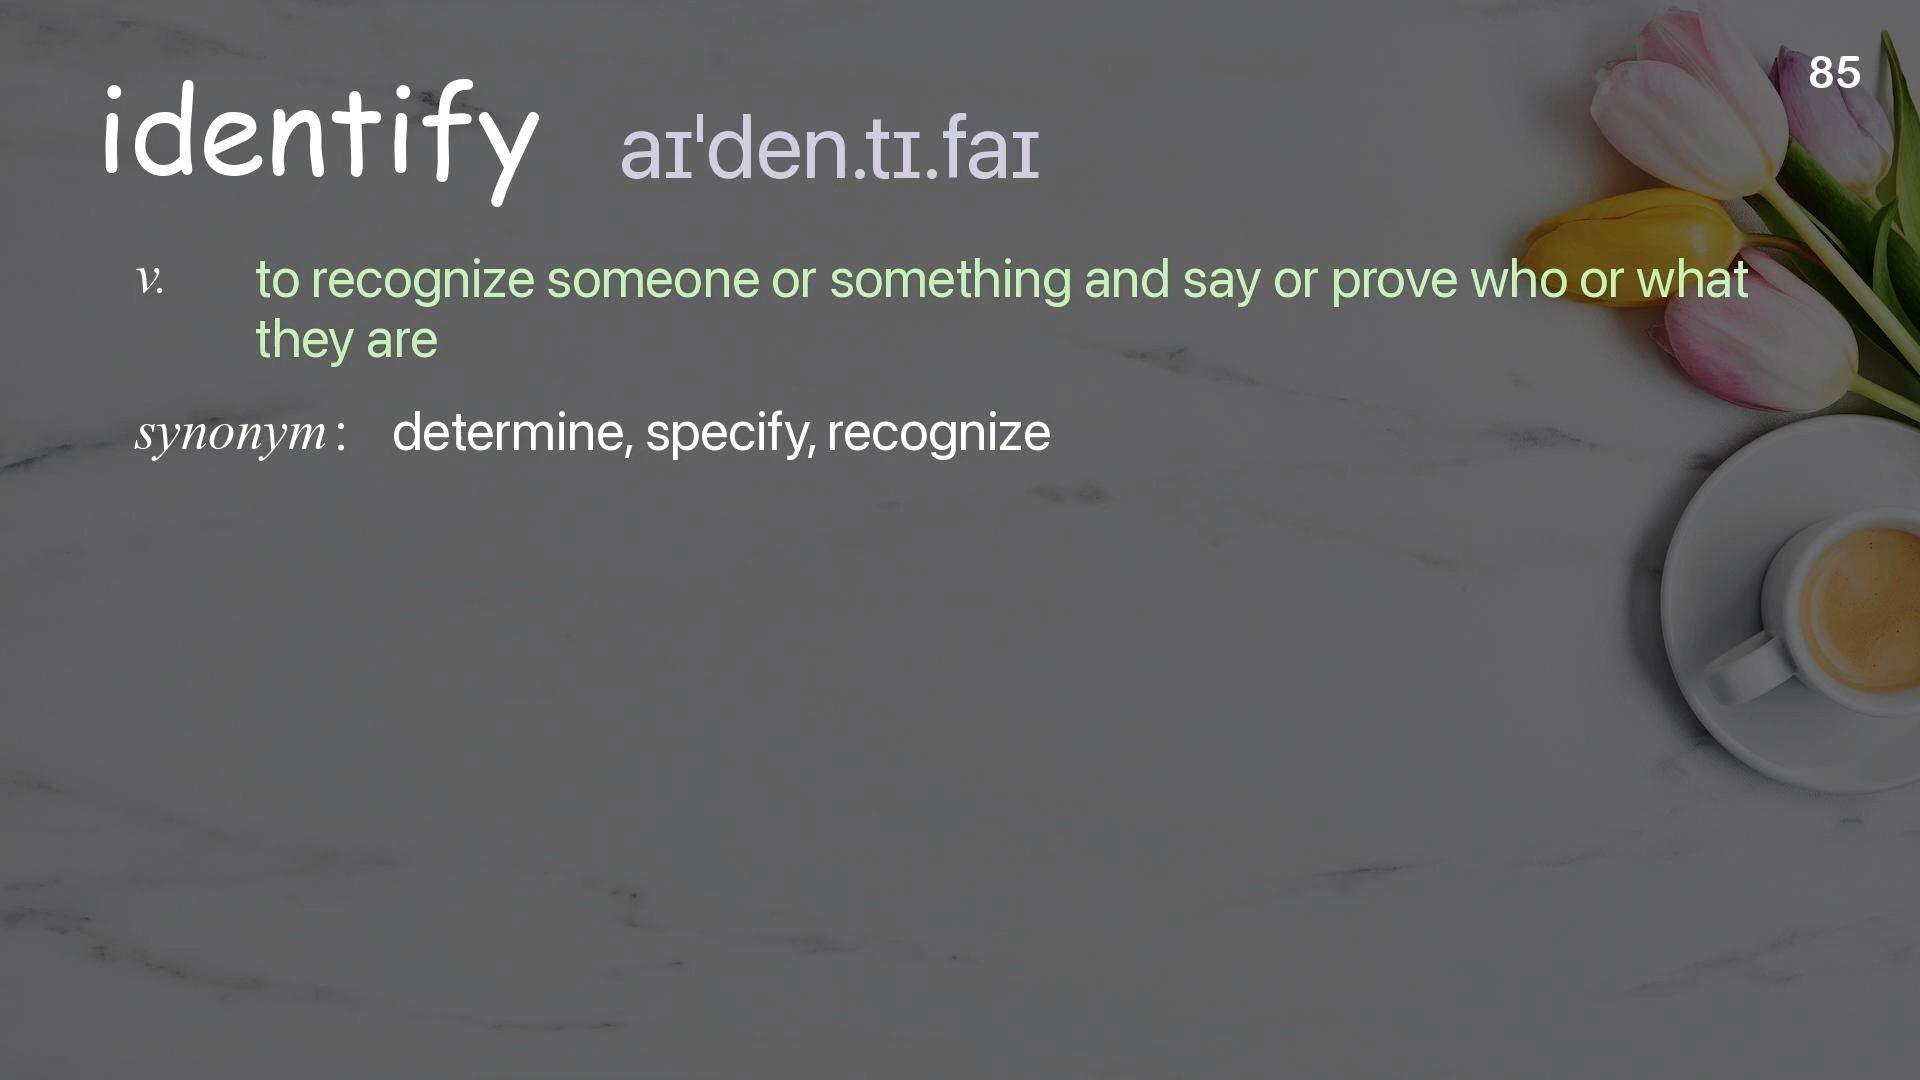 85
identify aɪˈden.tɪ.faɪ
v. to recognize someone or something and say or prove who or what
they are
synonym: determine, specify, recognize